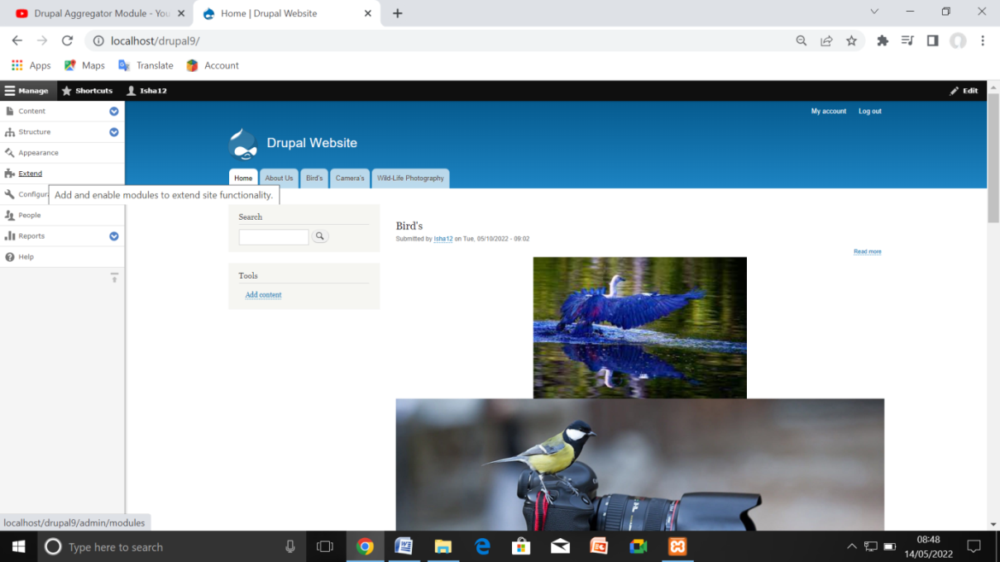 Drupal Aggregator Module - You
Home | Drupal Website
localhost/drupal9/
Apps Maps Translate Account
Manage Shortcuts Isha12 Edit
Content
Structure
Appearance
Extend
Configur
Add and enable modules to extend site functionality.
People
Reports
Help
My account Log out
Drupal Website
Home About Us Bird's Camera's Wild-Life Photography
Search
Tools
Add content
Bird's
Submitted by Isha12 on Tue, 05/10/2022 - 09:02
Read more
localhost/drupal9/admin/modules
Type here to search
08:48
14/05/2022